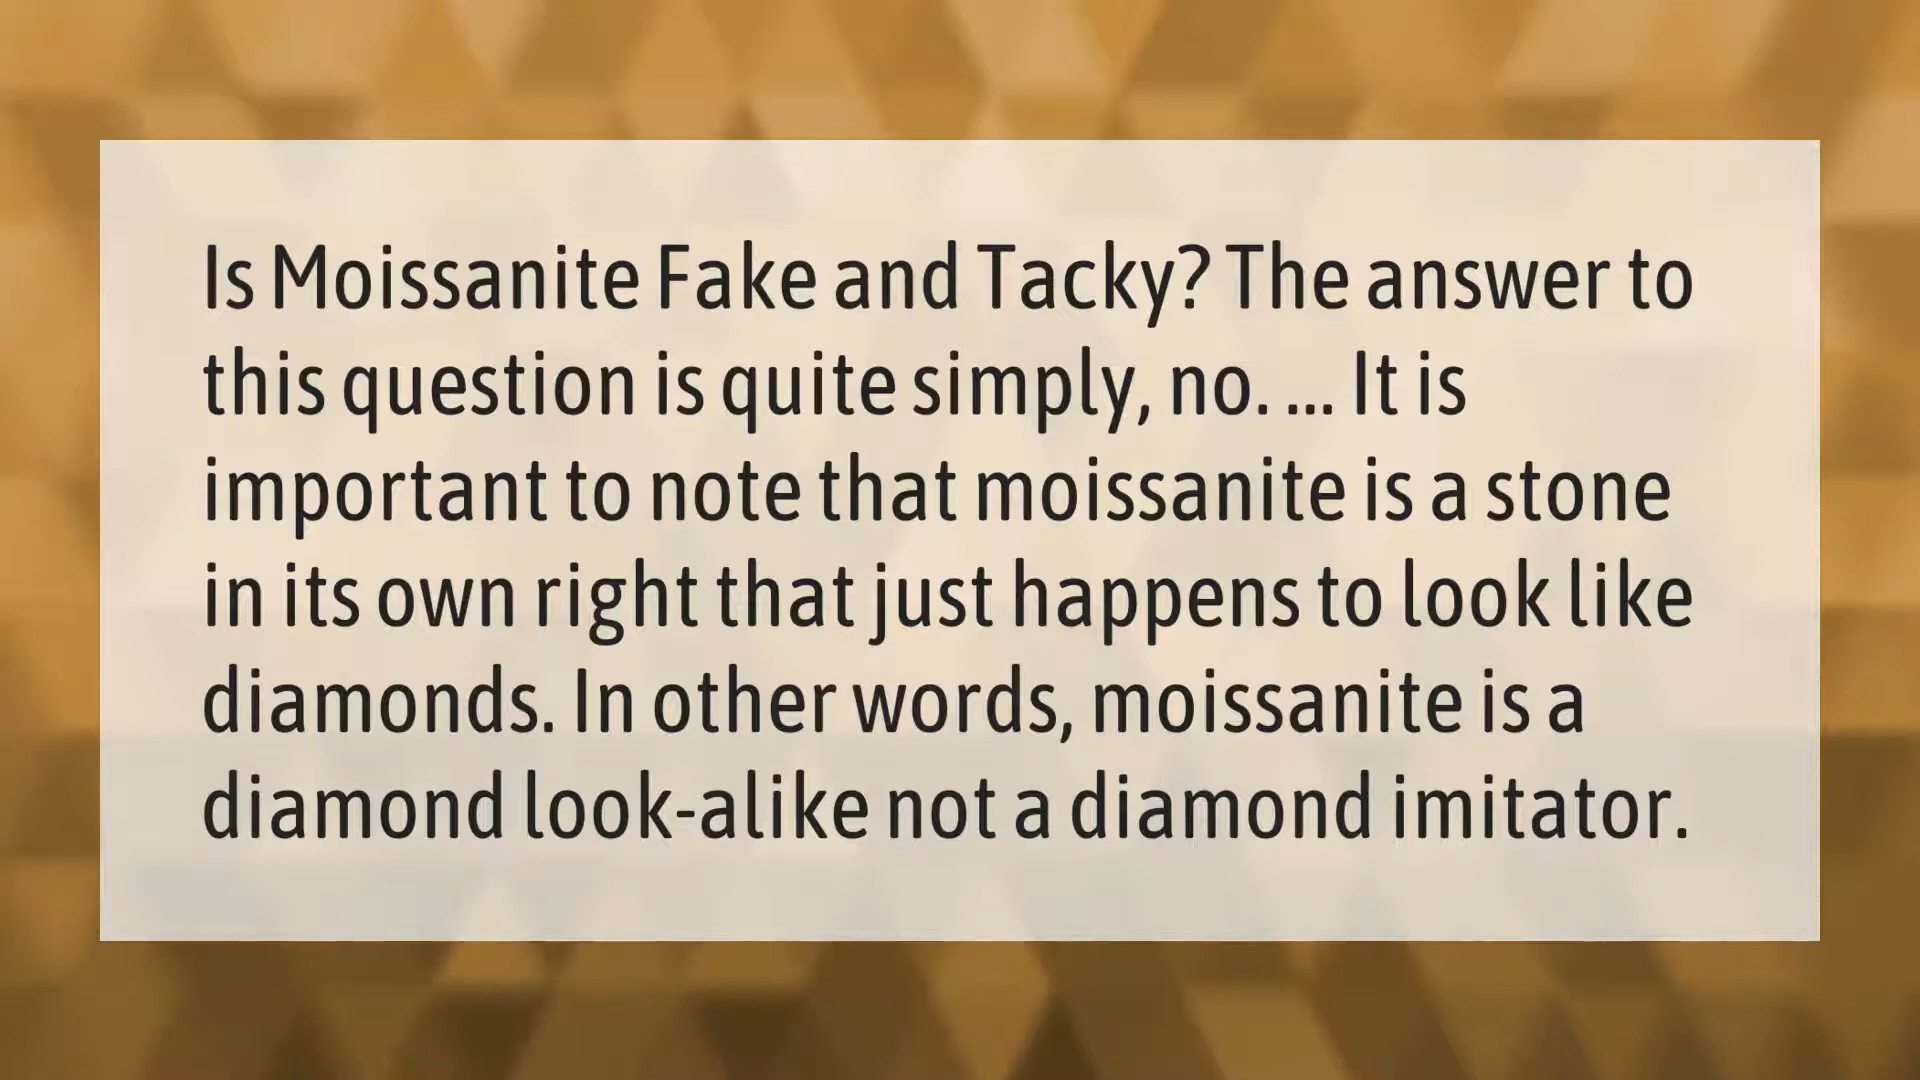 Is Moissanite Fake and Tacky? The answer to
this question is quite simply, no. ... It is
important to note that moissanite is a stone
in its own right that just happens to look like
diamonds. In other words, moissanite is a
diamond look-alike not a diamond imitator.